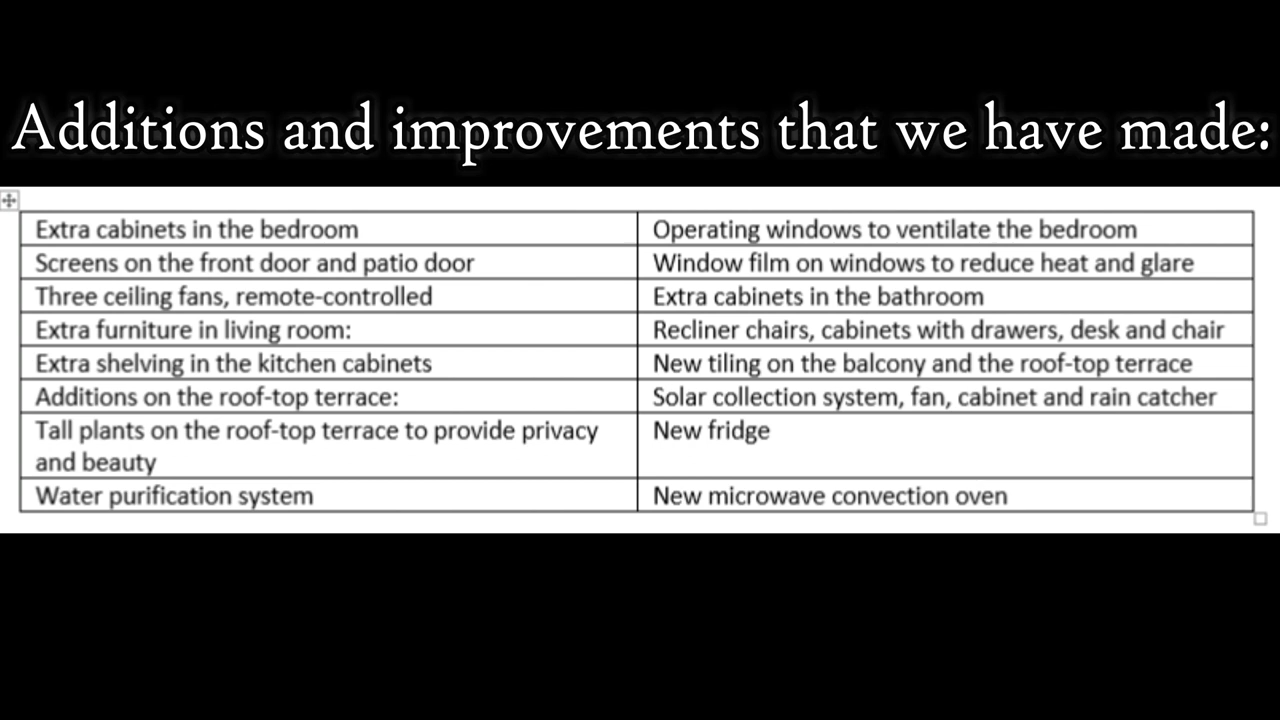 Additions and improvements that we have made:
Extra cabinets in the bedroom
Operating windows to ventilate the bedroom
Screens on the front door and patio door
Window film on windows to reduce heat and glare
Three ceiling fans, remote-controlled
Extra cabinets in the bathroom
Extra furniture in living room:
Recliner chairs, cabinets with drawers, desk and chair
Extra shelving in the kitchen cabinets
New tiling on the balcony and the roof-top terrace
Additions on the roof-top terrace:
Solar collection system, fan, cabinet and rain catcher
Tall plants on the roof-top terrace to provide privacy
and beauty
New fridge
Water purification system
New microwave convection oven